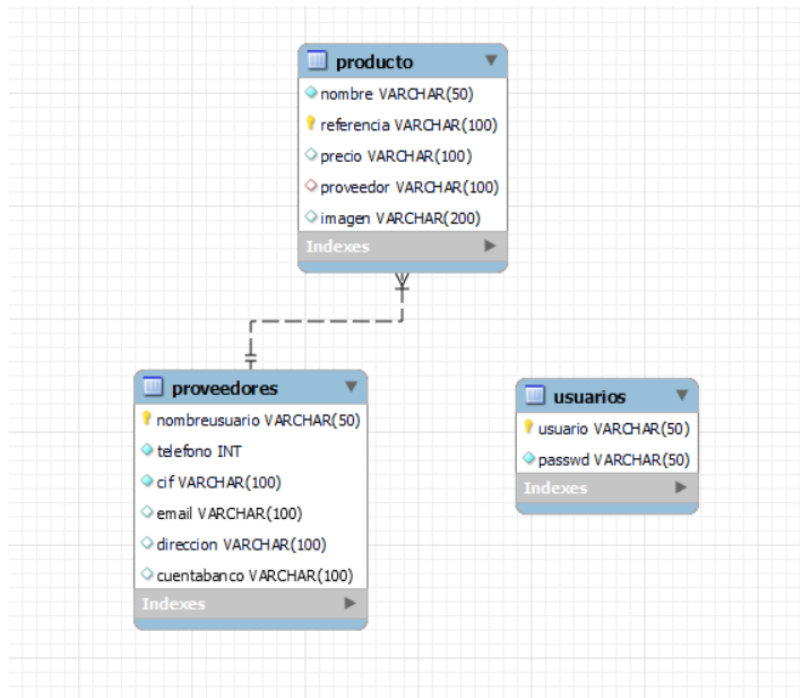 producto
nombre VARCHAR(50)
referencia VARCHAR(100)
precio VARCHAR(100)
proveedor VARCHAR(100)
imagen VARCHAR(200)
Indexes
proveedores
nombreusuario VARCHAR(50)
telefono INT
cif VARCHAR(100)
email VARCHAR(100)
direccion VARCHAR(100)
cuentabanco VARCHAR(100)
Indexes
usuarios
usuario VARCHAR(50)
passwd VARCHAR(50)
Indexes